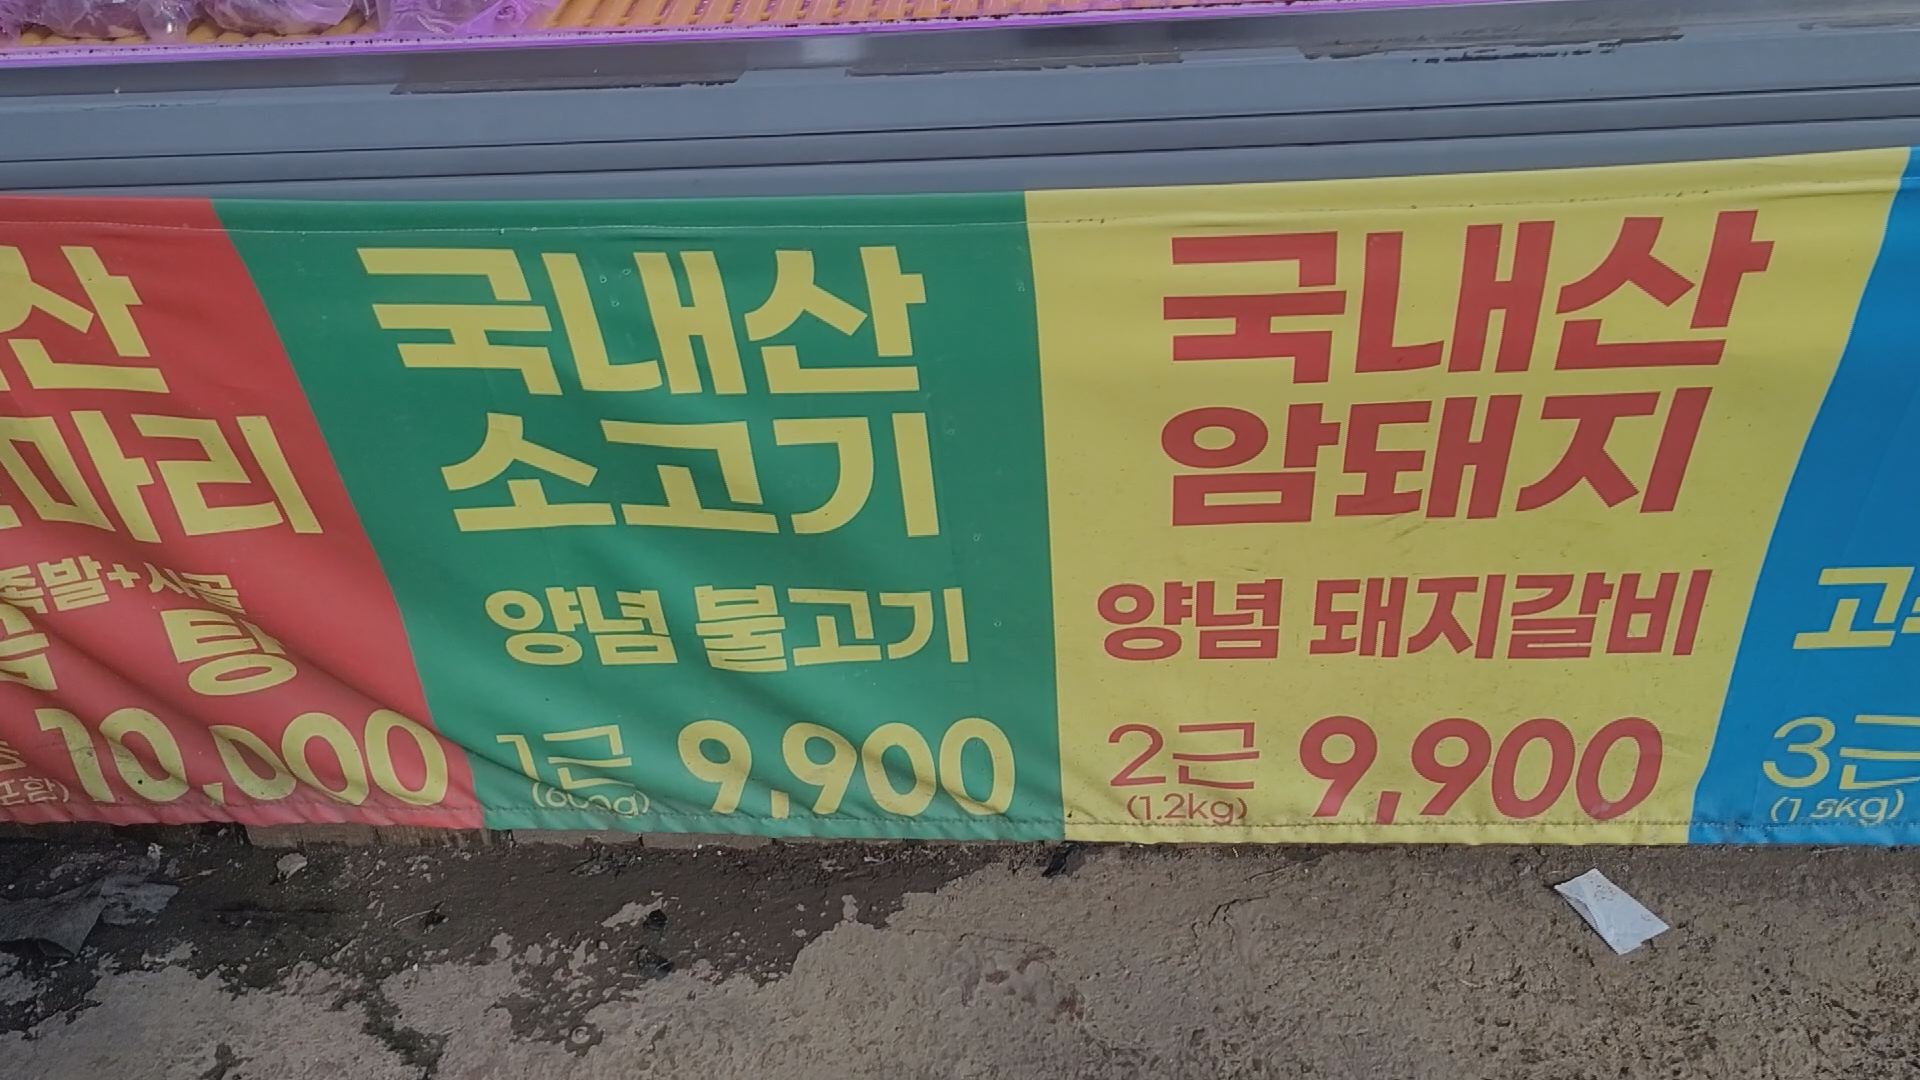 산
마리
족발+사골
곰 탕
10,000
국내산
소고기
양념 불고기
1근 9,900
(600g)
국내산
암돼지
양념 돼지갈비
2근 9,900
(1.2kg)
3근